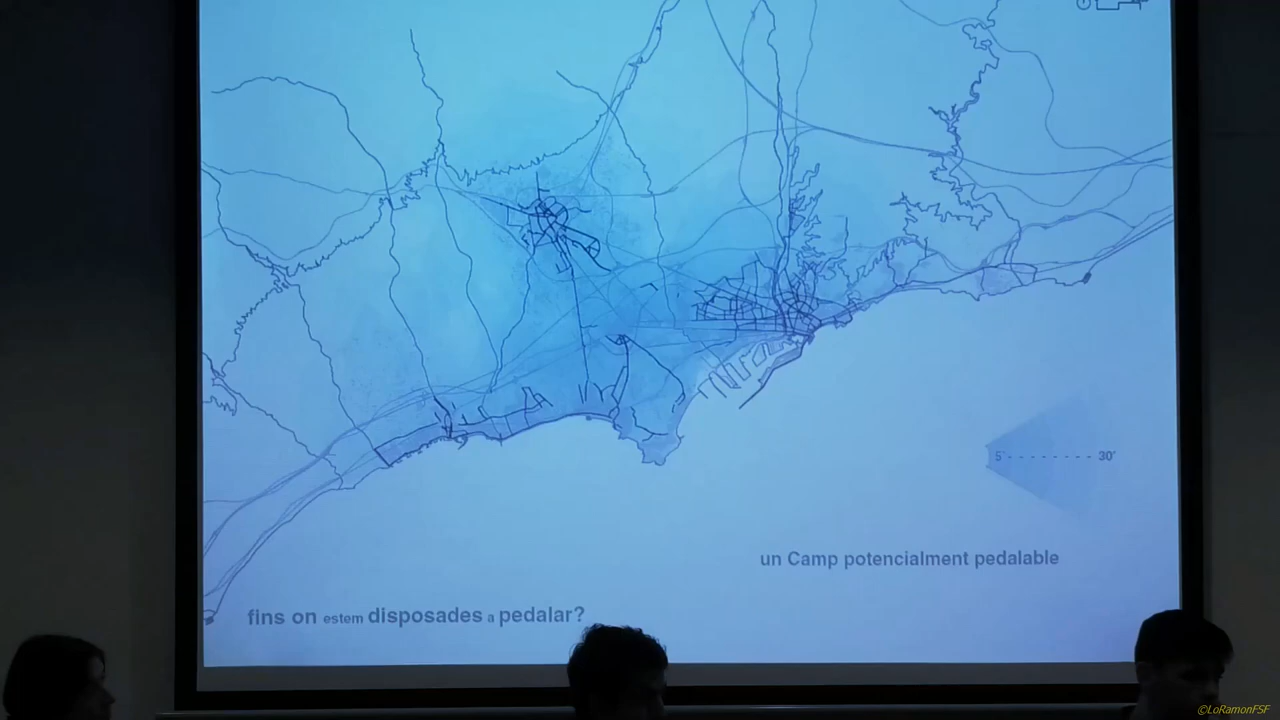 5' 30'
un Camp potencialment pedalable
fins on estem disposades a pedalar?
©LoRamonFSF